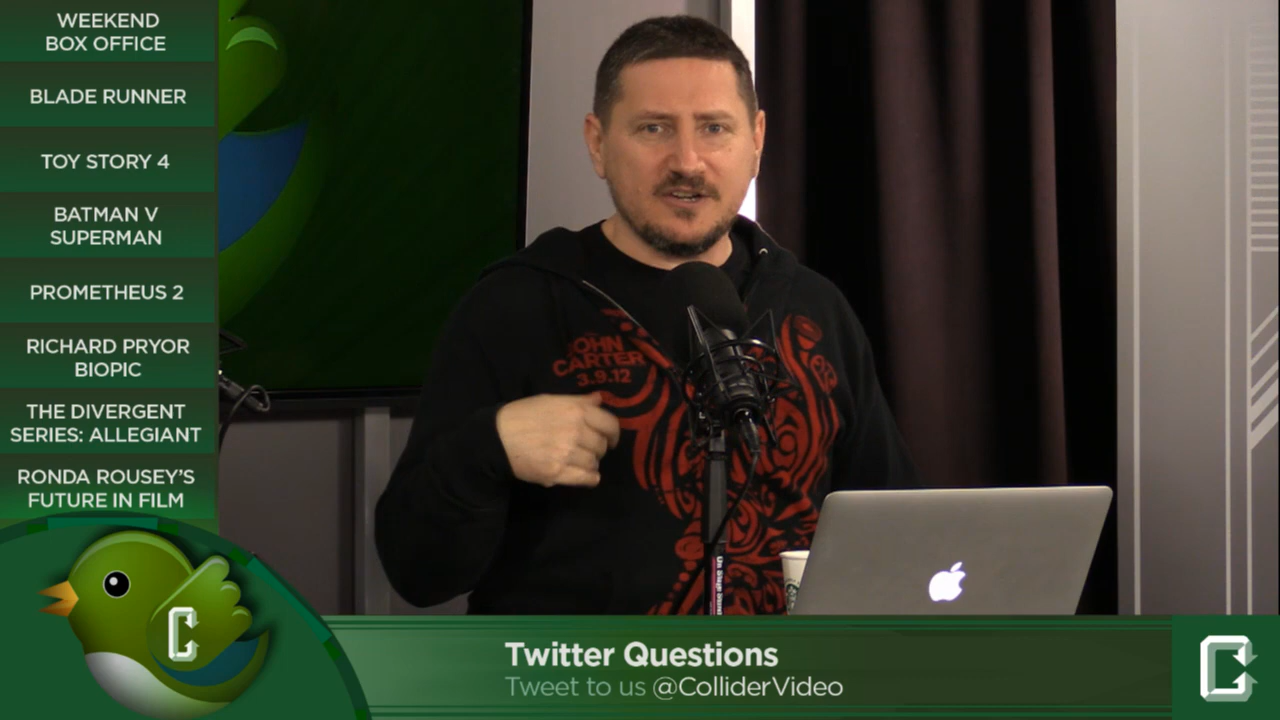 WEEKEND
BOX OFFICE
BLADE RUNNER
TOY STORY 4
BATMAN V
SUPERMAN
PROMETHEUS 2
RICHARD PRYOR
BIOPIC
THE DIVERGENT
SERIES: ALLEGIANT
RONDA ROUSEY'S
FUTURE IN FILM
JOHN
CARTER
3.9.12
Twitter Questions
Tweet to us @ColliderVideo